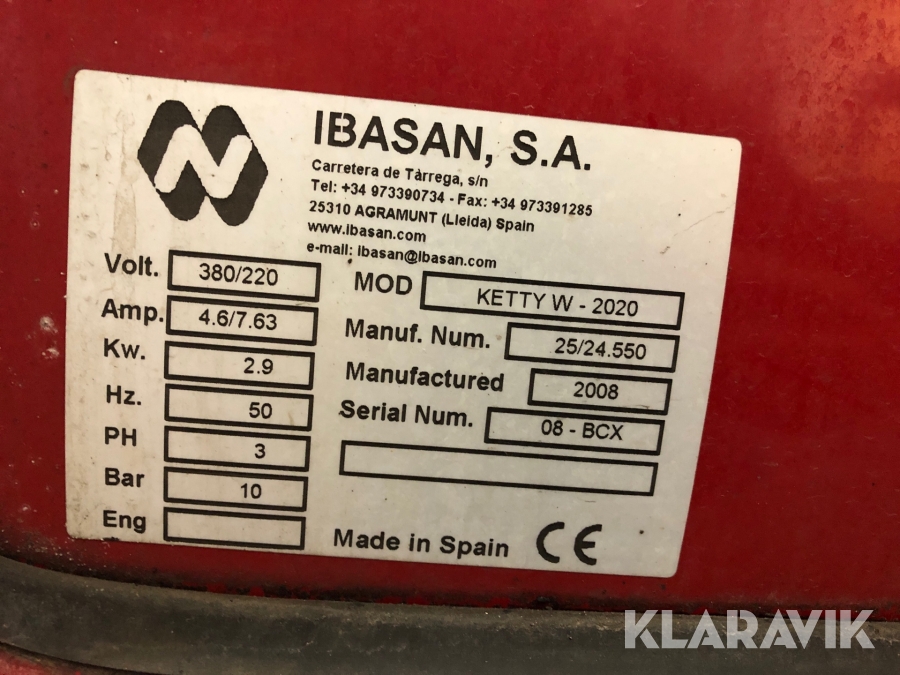 IBASAN, S.A.
Carretera de Tàrrega, s/n
Tel: +34 973390734 - Fax: +34 973391285
25310 AGRAMUNT (Lleida) Spain
www.ibasan.com
e-mail: ibasan@ibasan.com
Volt. 380/220
Amp. 4.6/7.63
Kw. 2.9
Hz. 50
PH 3
Bar 10
Eng
MOD KETTY W - 2020
Manuf. Num. 25/24.550
Manufactured 2008
Serial Num. 08 - BCX
Made in Spain CE
KLARAVIK